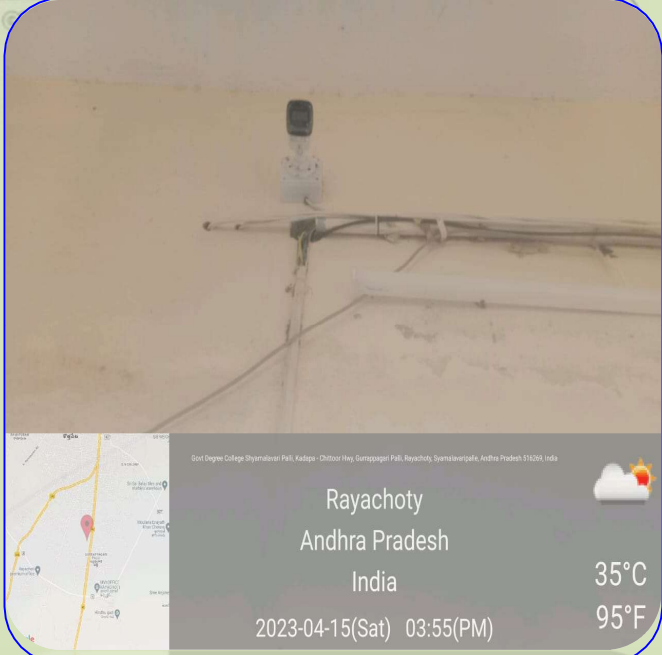 Govt Degree College Shyamalavari Palli, Kadapa - Chittoor Hwy, Gurrappagari Palli, Rayachoty, Syamalavaripalle, Andhra Pradesh 516269, India
Rayachoty
Andhra Pradesh
India
2023-04-15(Sat) 03:55(PM)
35°C
95°F